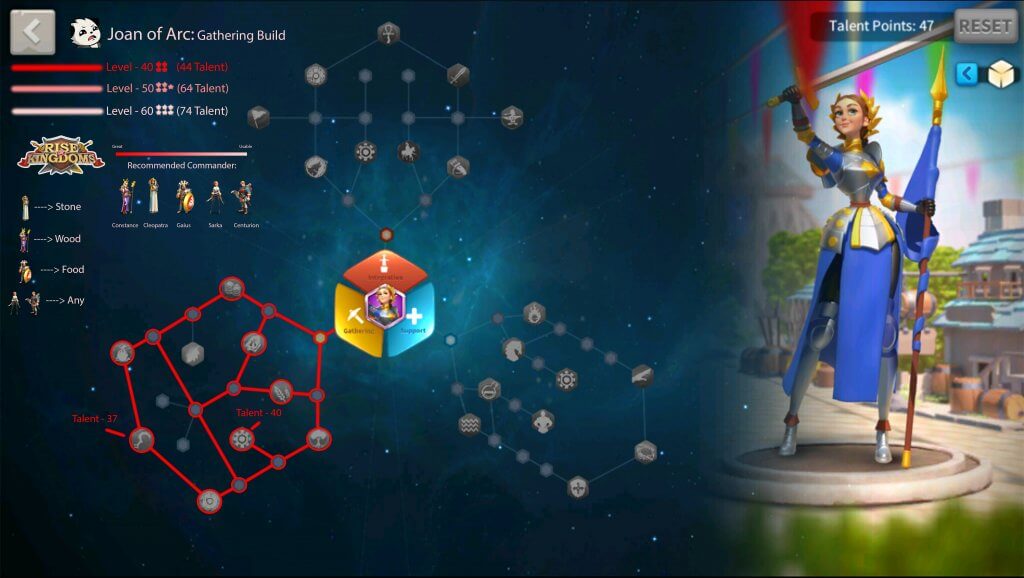 Joan of Arc: Gathering Build
Talent Points: 47
RESET
Level - 40 (44 Talent)
Level - 50 (64 Talent)
Level - 60 (74 Talent)
RISE OF KINGDOMS
Great
Usable
Recommended Commander:
Constance
Cleopatra
Gaius
Sarka
Centurion
----> Stone
----> Wood
----> Food
----> Any
Integration
Gathering
Support
Talent - 37
Talent - 40